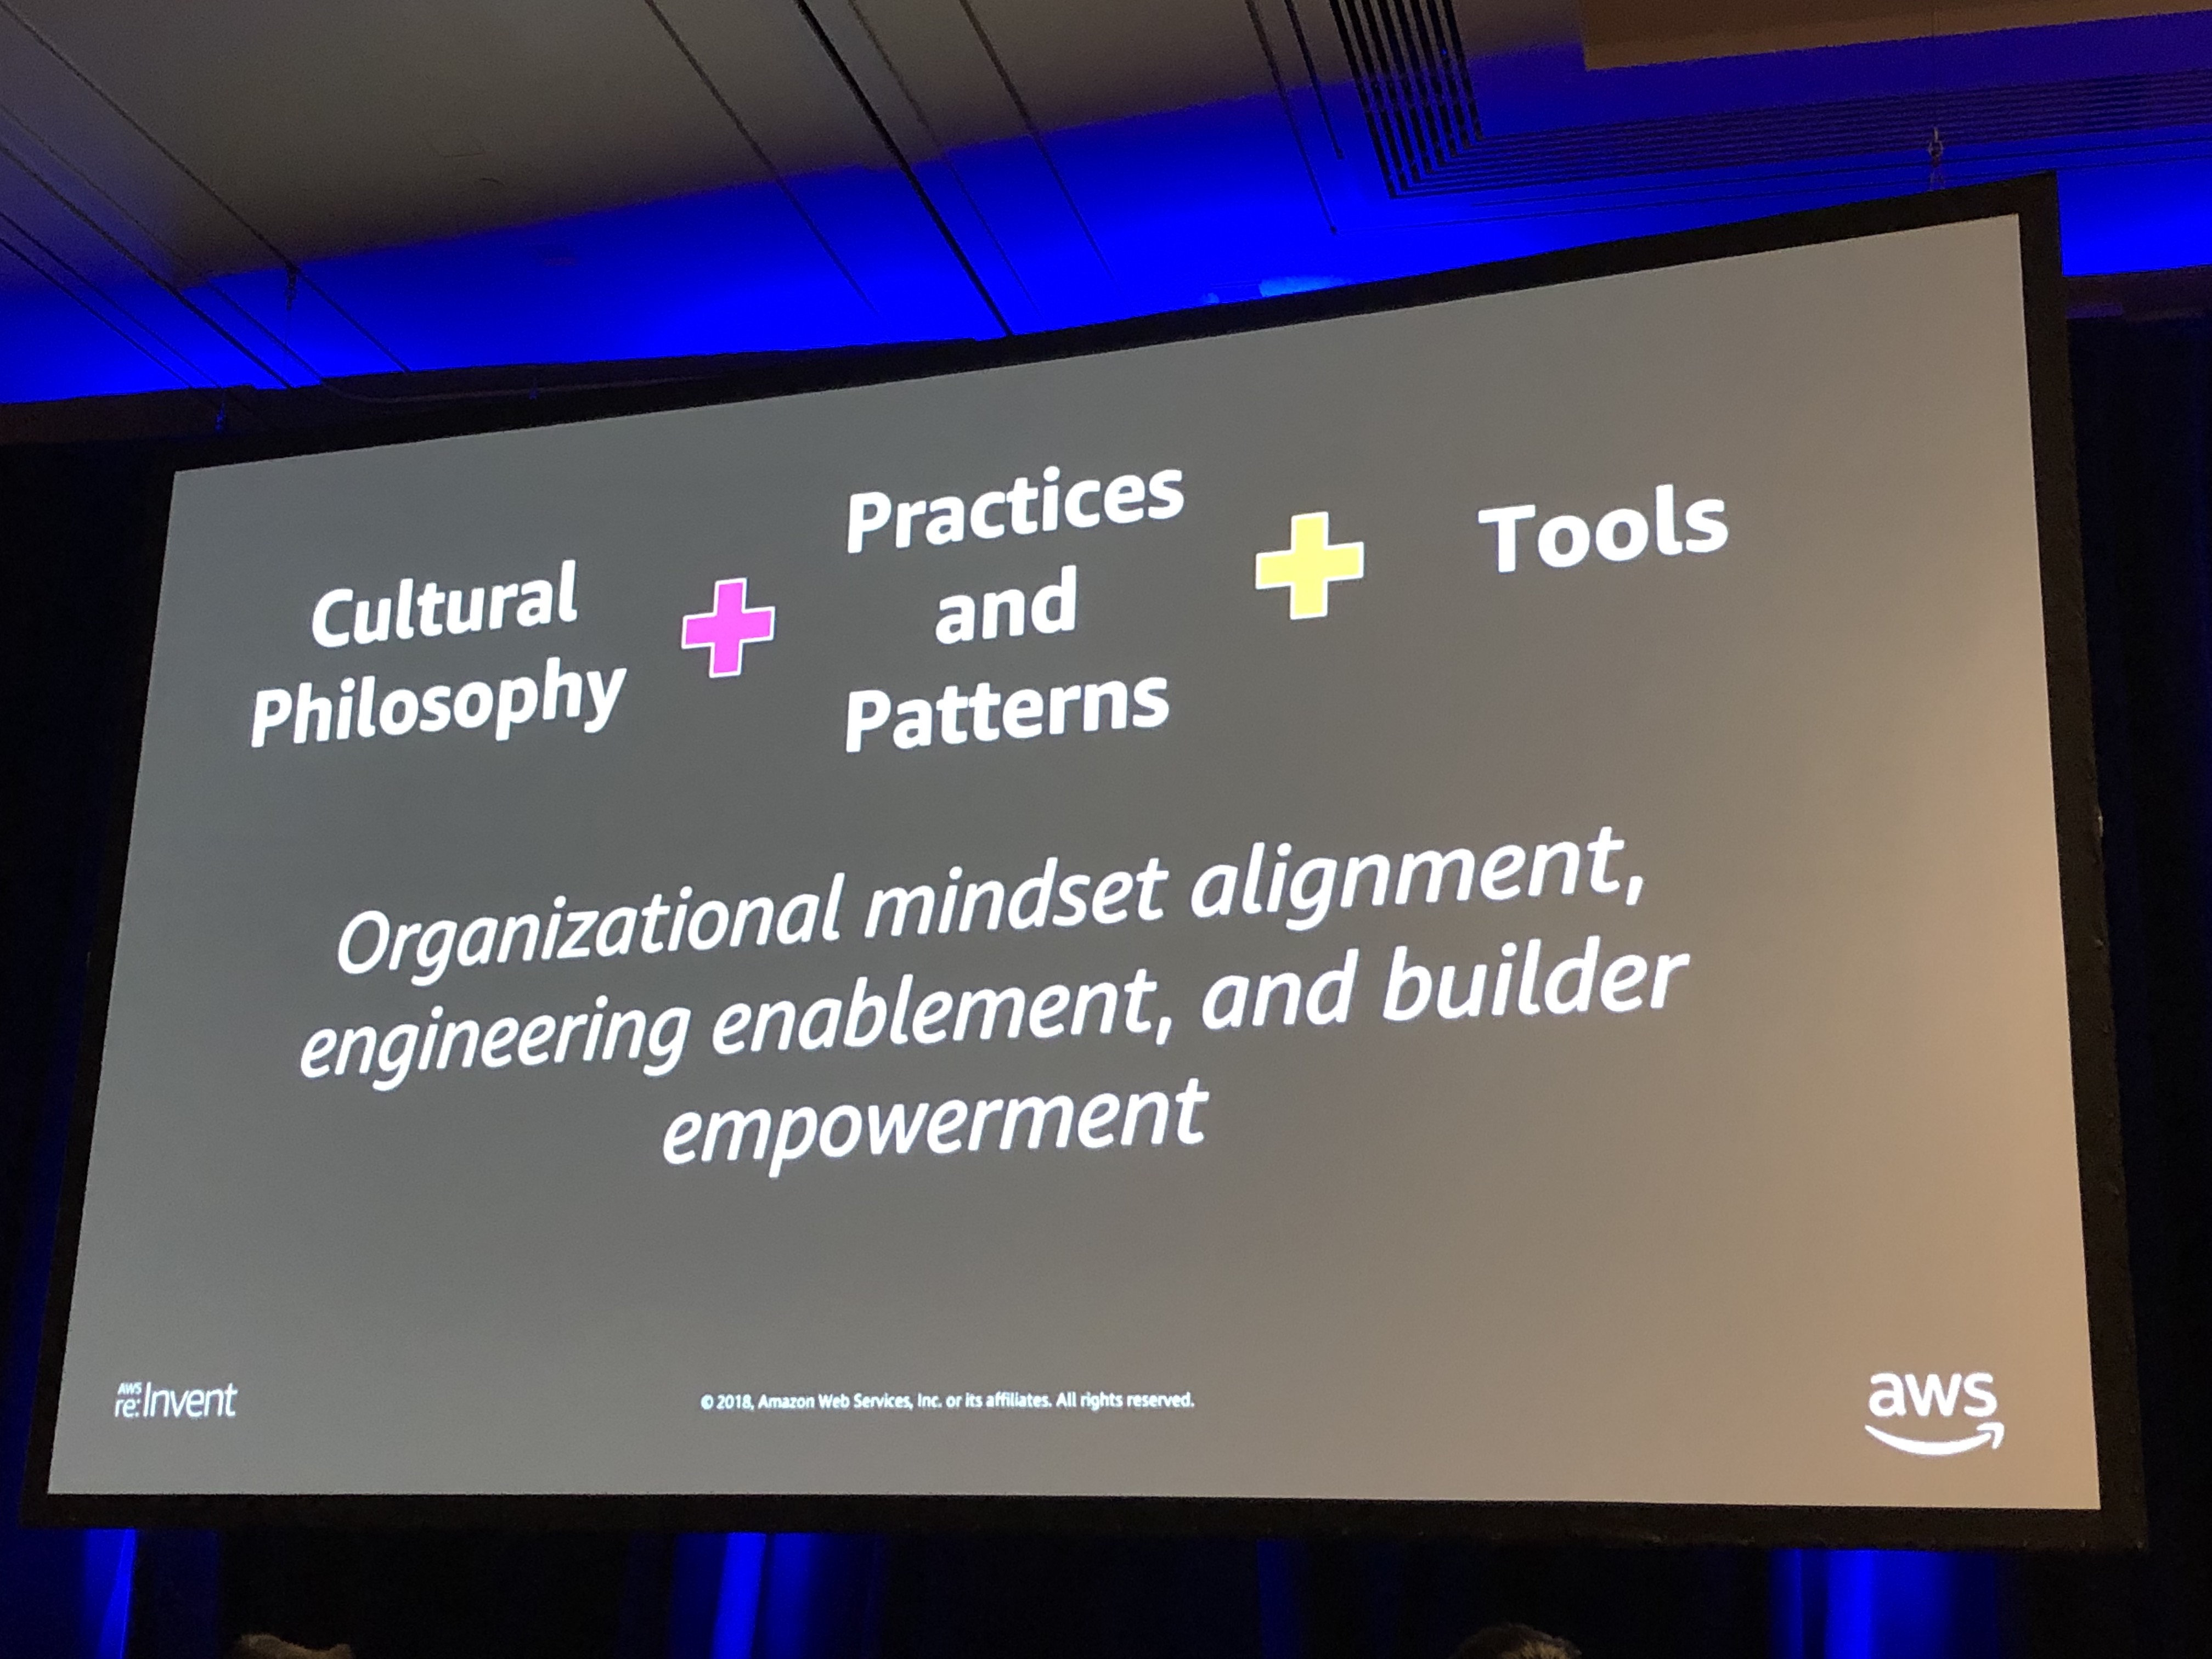 Cultural
Philosophy
Practices
and
Patterns
Tools
Organizational mindset alignment,
engineering enablement, and builder
empowerment
AWS
re:Invent
© 2018, Amazon Web Services, Inc. or its affiliates. All rights reserved.
aws